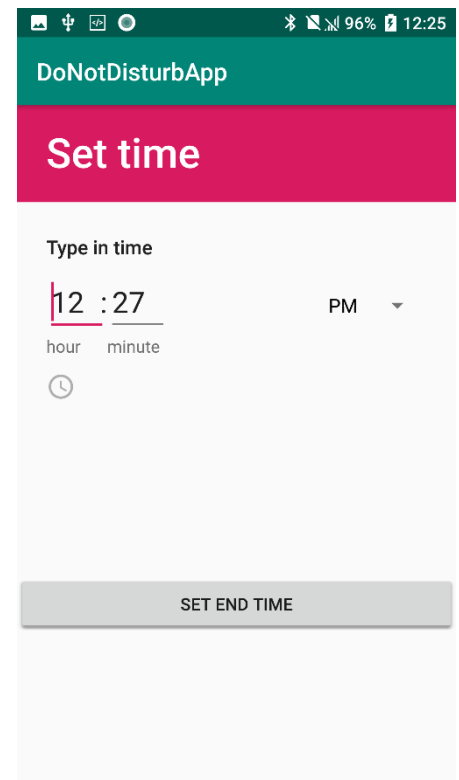 96% 12:25
DoNotDisturbApp
Set time
Type in time
12 : 27 PM
hour minute
SET END TIME